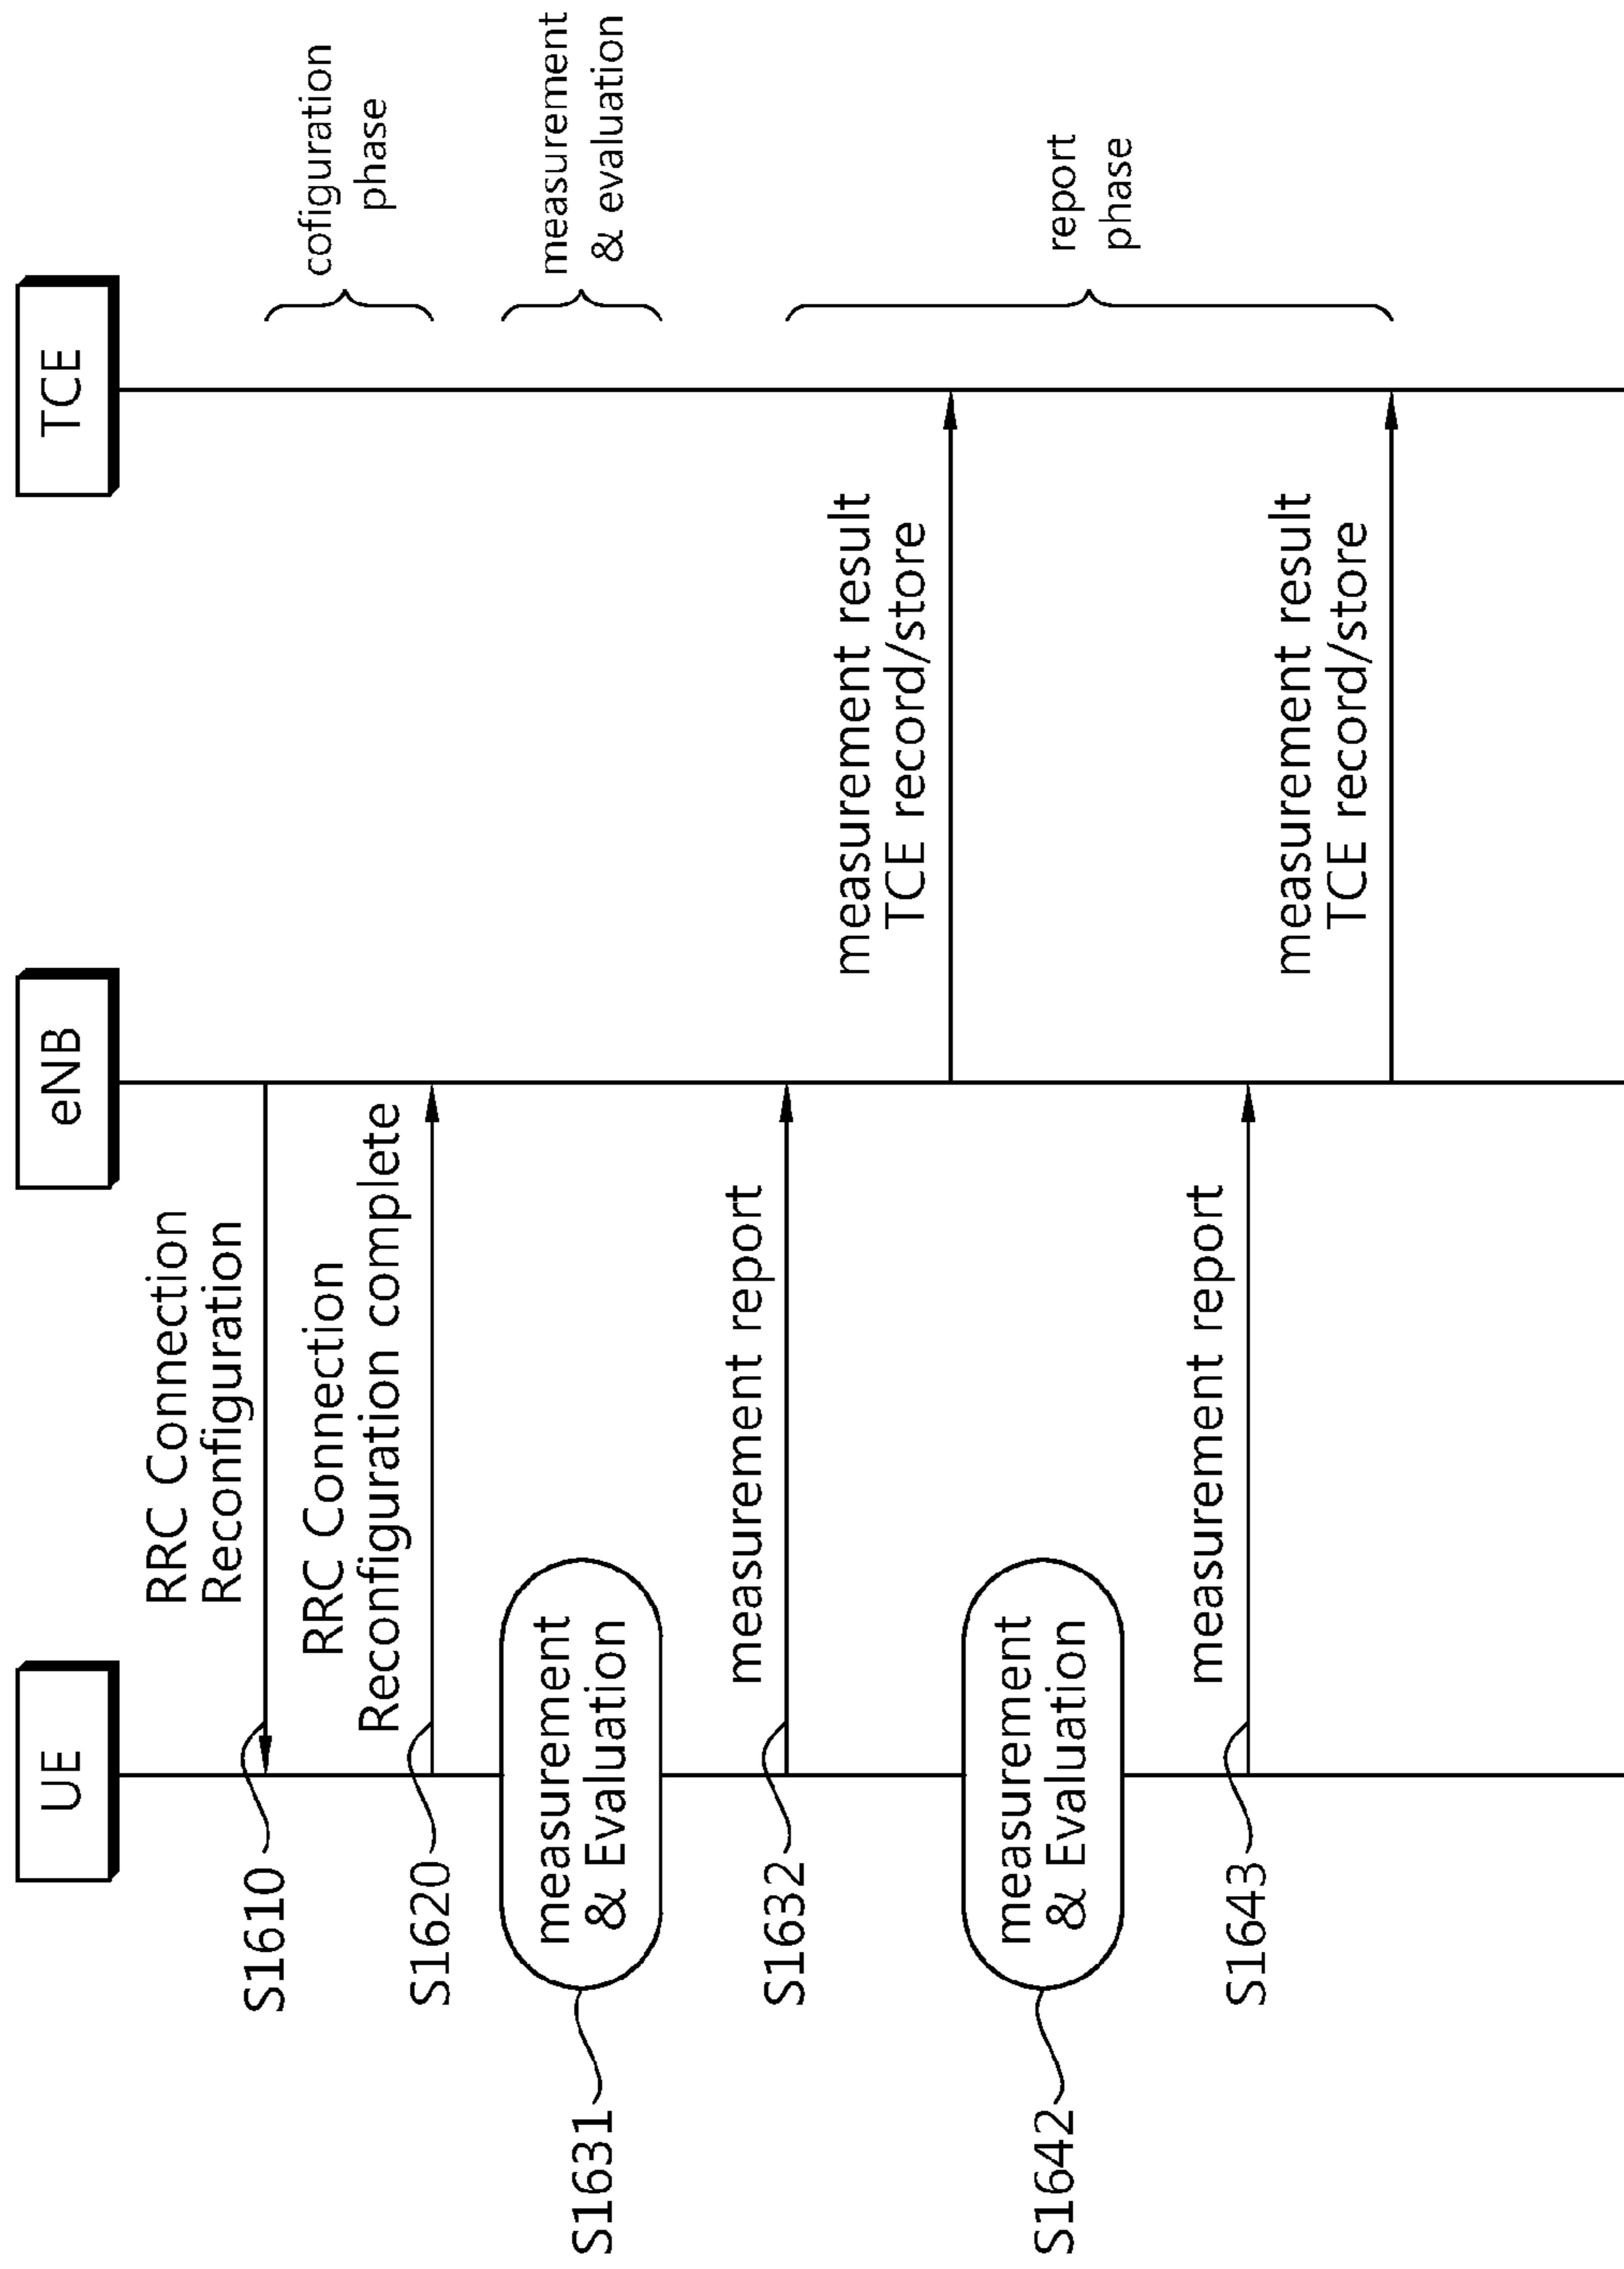 UE
eNB
TCE
RRC Connection
Reconfiguration
S1610
cofiguration
phase
RRC Connection
Reconfiguration complete
S1620
measurement
& Evaluation
S1631
measurement
& evaluation
measurement report
S1632
measurement result
TCE record/store
report
phase
measurement
& Evaluation
S1642
measurement report
S1643
measurement result
TCE record/store